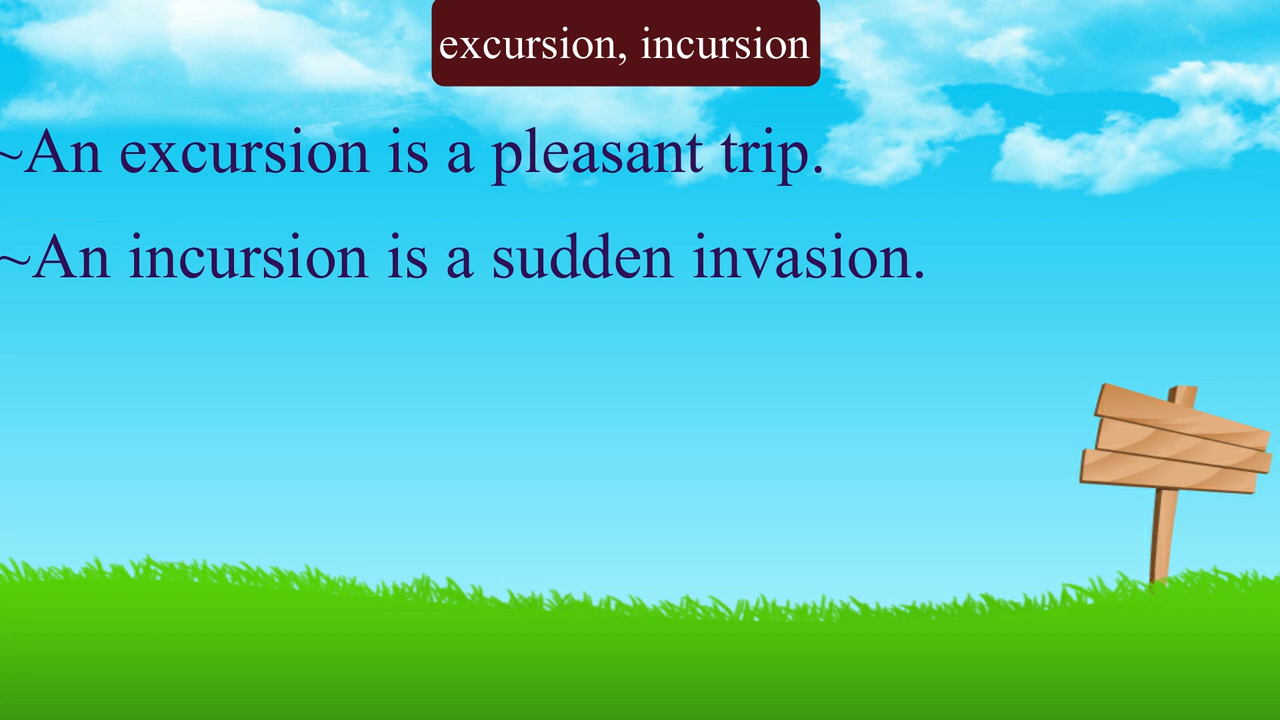 excursion, incursion
~An excursion is a pleasant trip.
~An incursion is a sudden invasion.